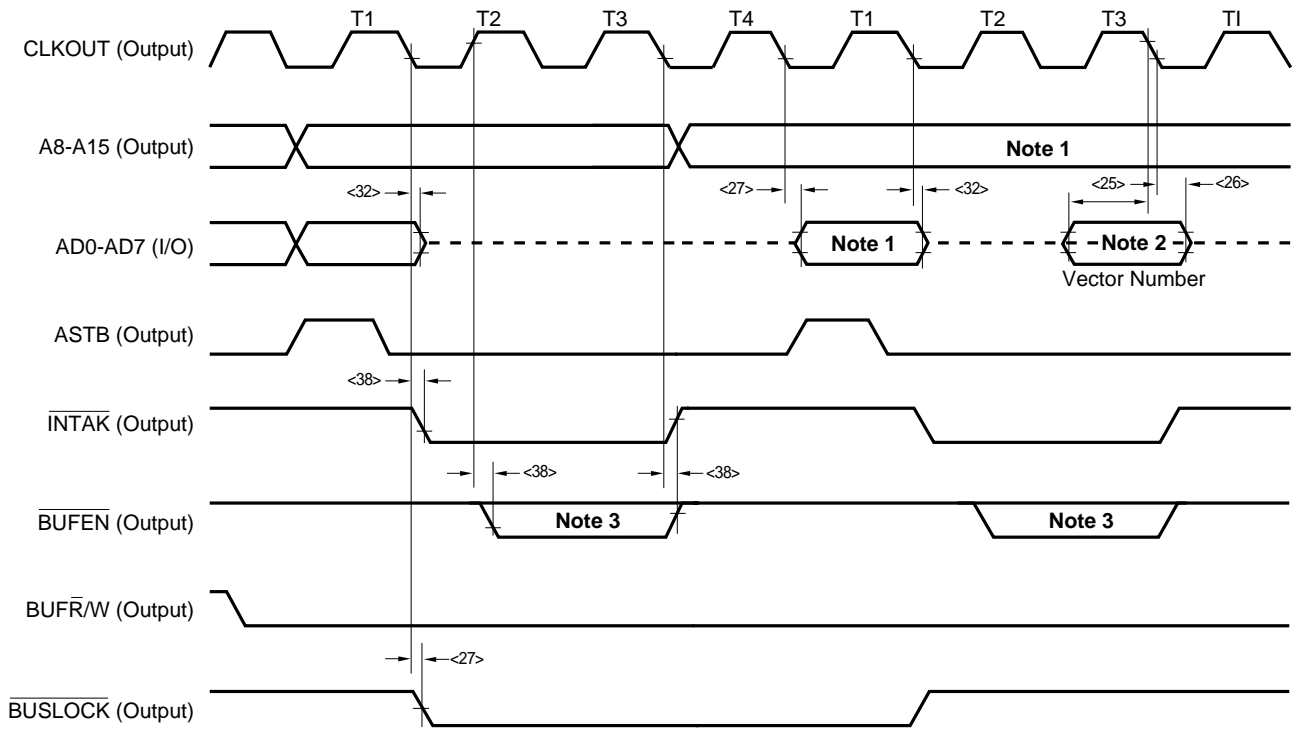 T1 T2 T3 T4 T1 T2 T3 TI
CLKOUT (Output)
A8-A15 (Output)
Note 1
<32> <27> <32> <25> <26>
AD0-AD7 (I/O)
Note 1
Note 2
Vector Number
ASTB (Output)
<38>
INTAK (Output)
<38> <38>
BUFEN (Output)
Note 3
Note 3
BUFR/W (Output)
<27>
BUSLOCK (Output)